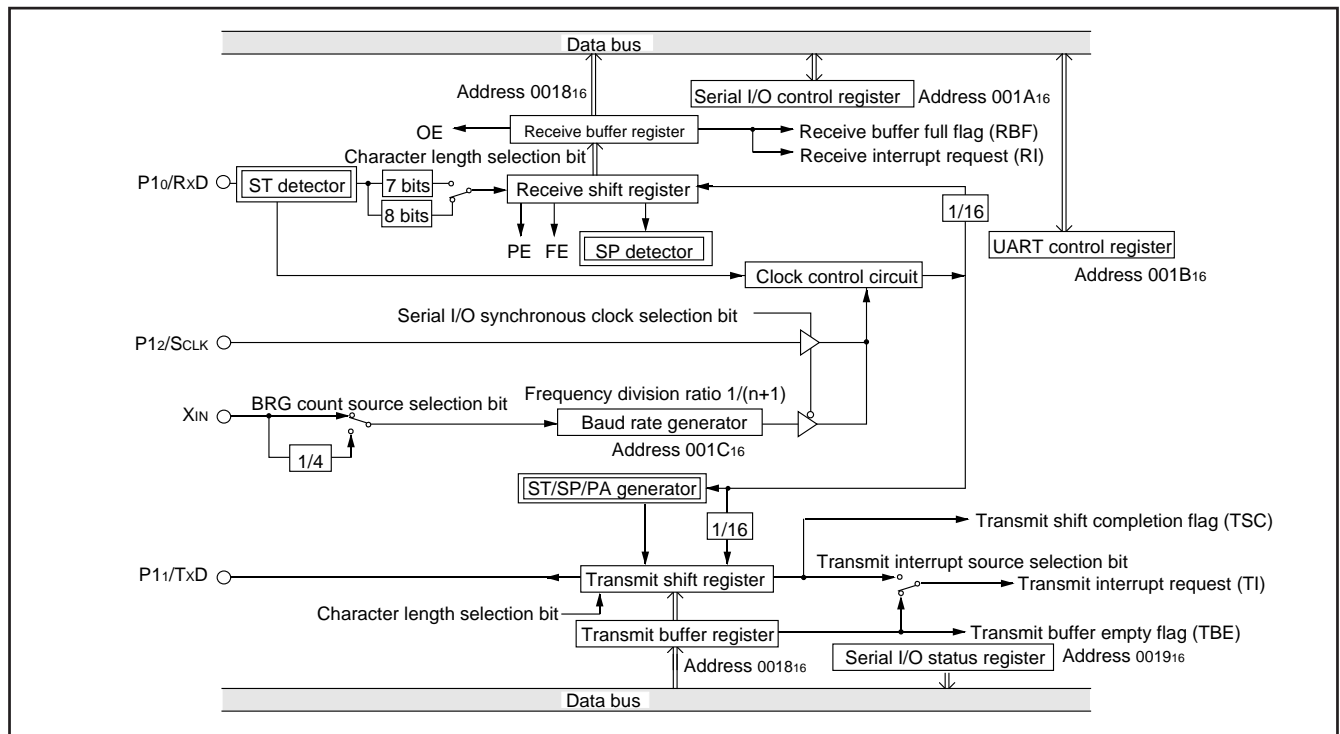 Data bus
Address 001816
Serial I/O control register
Address 001A16
OE
Receive buffer register
Receive buffer full flag (RBF)
Receive interrupt request (RI)
Character length selection bit
P10/RXD
ST detector
7 bits
8 bits
Receive shift register
1/16
PE
FE
SP detector
UART control register
Address 001B16
Clock control circuit
Serial I/O synchronous clock selection bit
P12/SCLK
XIN
BRG count source selection bit
Frequency division ratio 1/(n+1)
Baud rate generator
Address 001C16
1/4
ST/SP/PA generator
1/16
Transmit shift completion flag (TSC)
Transmit interrupt source selection bit
P11/TXD
Transmit shift register
Transmit interrupt request (TI)
Character length selection bit
Transmit buffer register
Transmit buffer empty flag (TBE)
Address 001816
Serial I/O status register
Address 001916
Data bus